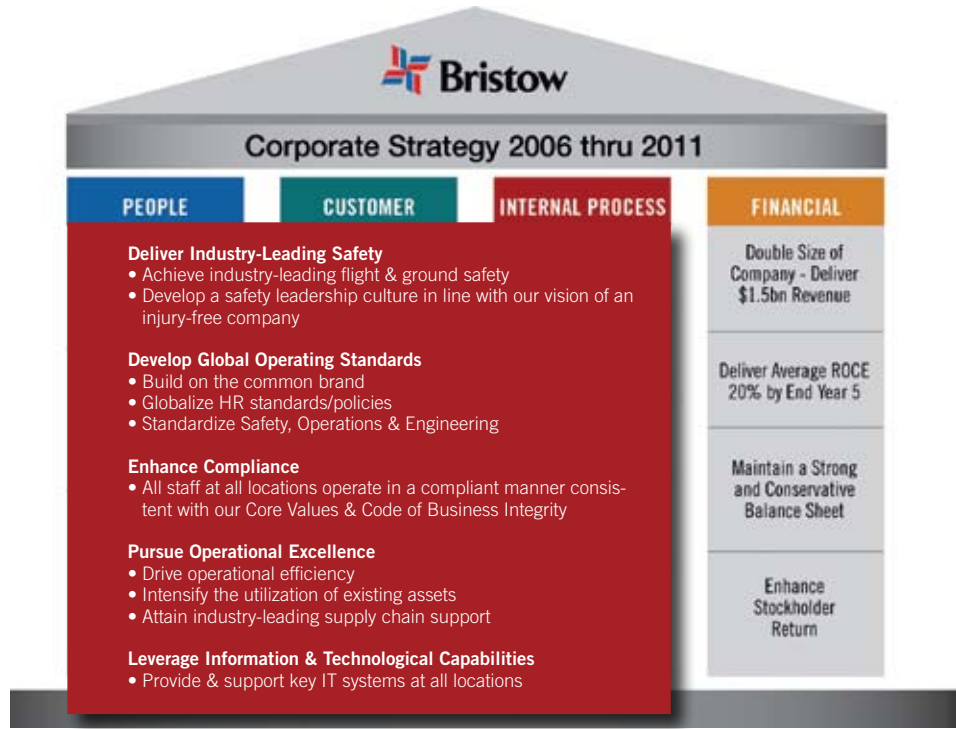 Bristow
Corporate Strategy 2006 thru 2011
PEOPLE
CUSTOMER
INTERNAL PROCESS
FINANCIAL
Deliver Industry-Leading Safety
• Achieve industry-leading flight & ground safety
• Develop a safety leadership culture in line with our vision of an
injury-free company
Develop Global Operating Standards
• Build on the common brand
• Globalize HR standards/policies
• Standardize Safety, Operations & Engineering
Enhance Compliance
• All staff at all locations operate in a compliant manner consis-
tent with our Core Values & Code of Business Integrity
Pursue Operational Excellence
• Drive operational efficiency
• Intensify the utilization of existing assets
• Attain industry-leading supply chain support
Leverage Information & Technological Capabilities
• Provide & support key IT systems at all locations
Double Size of
Company - Deliver
$1.5bn Revenue
Deliver Average ROCE
20% by End Year 5
Maintain a Strong
and Conservative
Balance Sheet
Enhance
Stockholder
Return